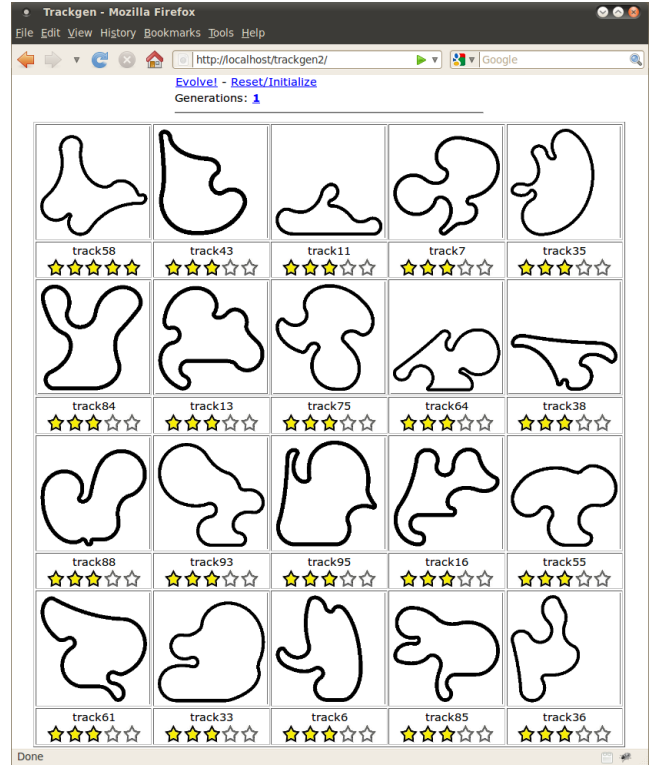 Trackgen - Mozilla Firefox
File Edit View History Bookmarks Tools Help
http://localhost/trackgen2/ Google
Evolve! - Reset/Initialize
Generations: 1
track58 track43 track11 track7 track35
track84 track13 track75 track64 track38
track88 track93 track95 track16 track55
track61 track33 track6 track85 track36
Done